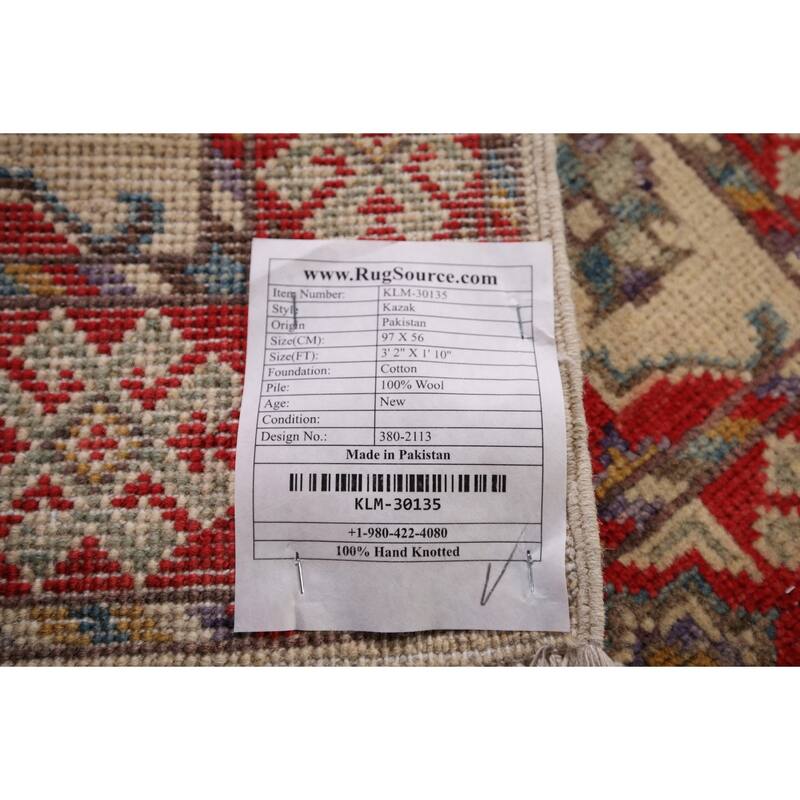 www.RugSource.com
Item Number: KLM-30135
Style Kazak
Origin Pakistan
Size(CM): 97 X 56
Size(FT): 3' 2" X 1' 10"
Foundation: Cotton
Pile: 100% Wool
Age: New
Condition:
Design No.: 380-2113
Made in Pakistan
KLM-30135
+1-980-422-4080
100% Hand Knotted